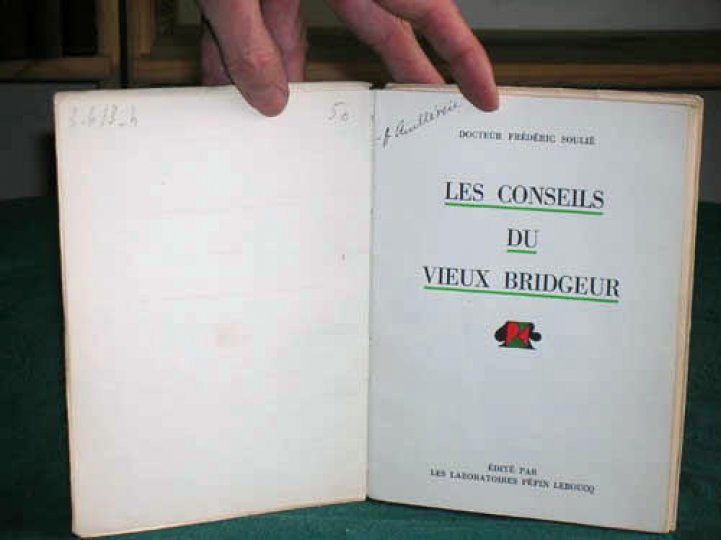 50
DOCTEUR FRÉDÉRIC SOULIÉ
LES CONSEILS
DU
VIEUX BRIDGEUR
ÉDITÉ PAR
LES LABORATOIRES PÉPIN LEBOUCQ